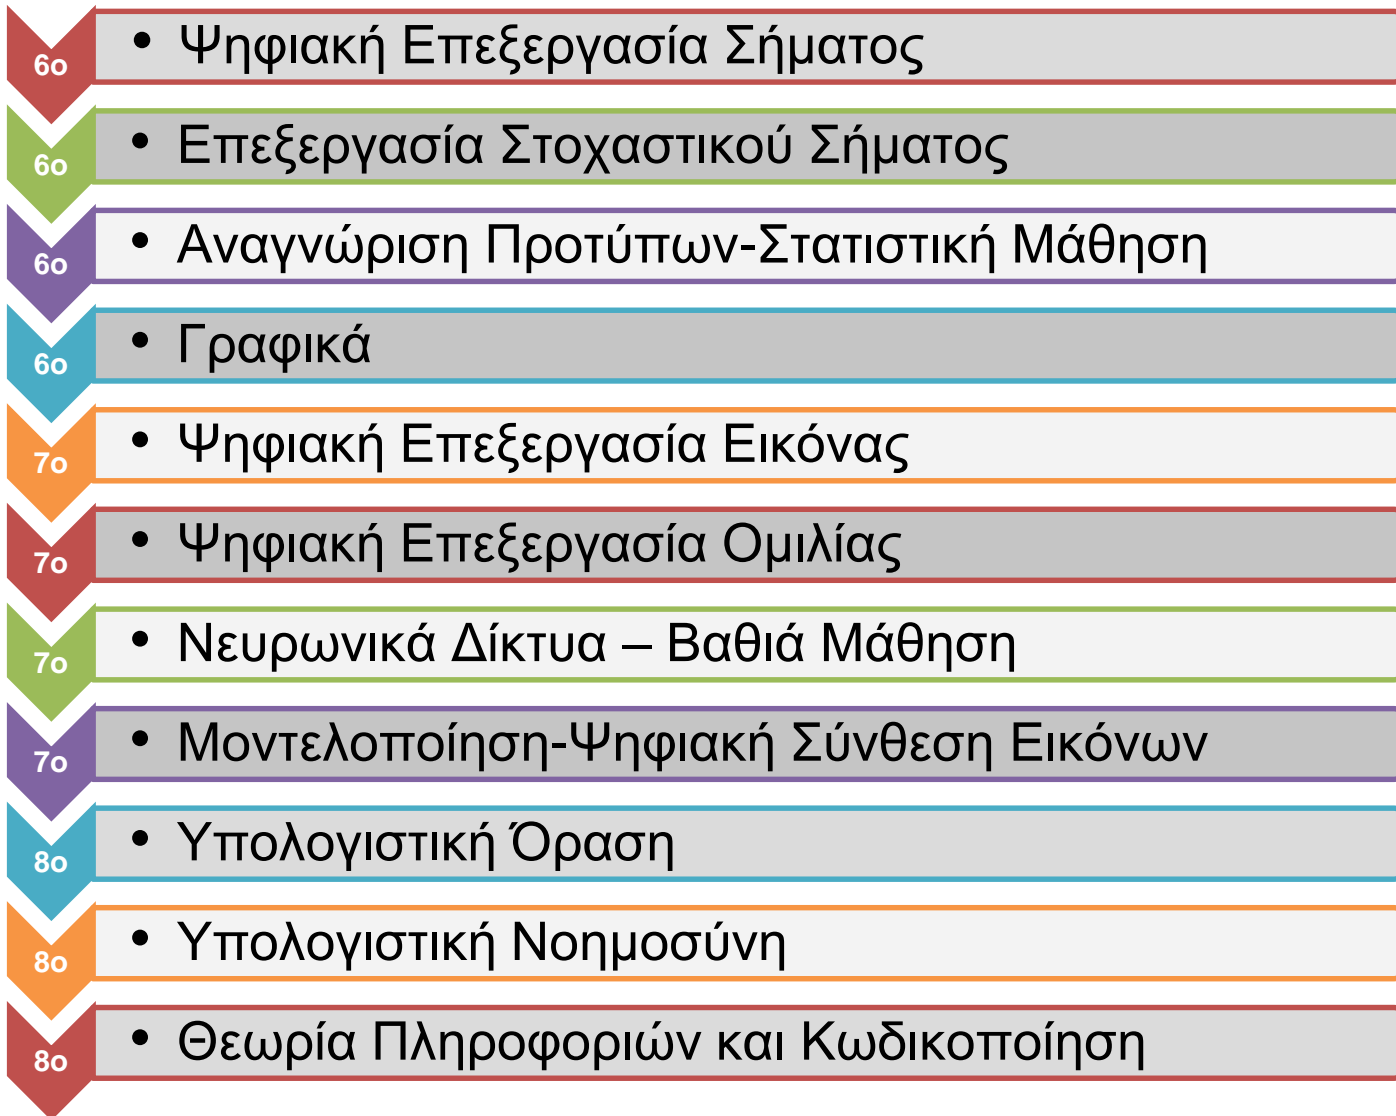 6ο • Ψηφιακή Επεξεργασία Σήματος
6ο • Επεξεργασία Στοχαστικού Σήματος
6ο • Αναγνώριση Προτύπων-Στατιστική Μάθηση
6ο • Γραφικά
7ο • Ψηφιακή Επεξεργασία Εικόνας
7ο • Ψηφιακή Επεξεργασία Ομιλίας
7ο • Νευρωνικά Δίκτυα – Βαθιά Μάθηση
7ο • Μοντελοποίηση-Ψηφιακή Σύνθεση Εικόνων
8ο • Υπολογιστική Όραση
8ο • Υπολογιστική Νοημοσύνη
8ο • Θεωρία Πληροφοριών και Κωδικοποίηση